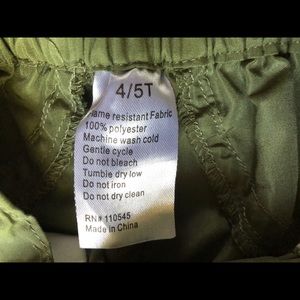 4/5T
lame resistant Fabric
100% polyester
Machine wash cold
Gentle cycle
Do not bleach
Tumble dry low
Do not iron
Do not dry clean
RN# 110545
Made in China